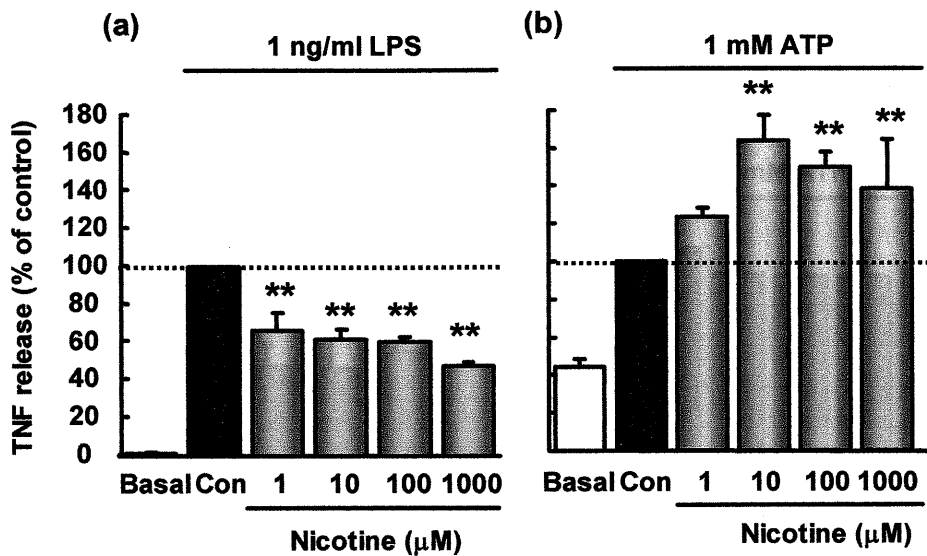 (a)
1 ng/ml LPS
TNF release (% of control)
180
160
140
120
100
80
60
40
20
0
**
**
**
**
Basal Con 1 10 100 1000
Nicotine (μM)
(b)
1 mM ATP
**
**
**
Basal Con 1 10 100 1000
Nicotine (μM)